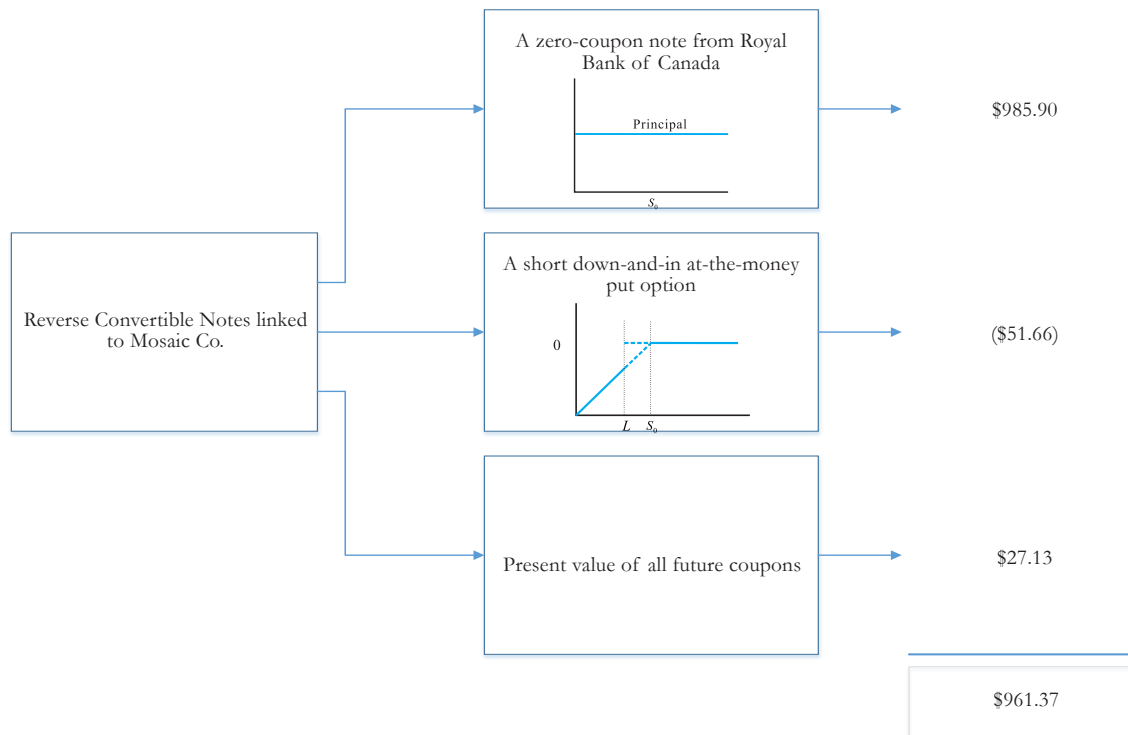 A zero-coupon note from Royal
Bank of Canada
Principal
S₀
$985.90
Reverse Convertible Notes linked
to Mosaic Co.
A short down-and-in at-the-money
put option
0
L S₀
($51.66)
Present value of all future coupons
$27.13
$961.37